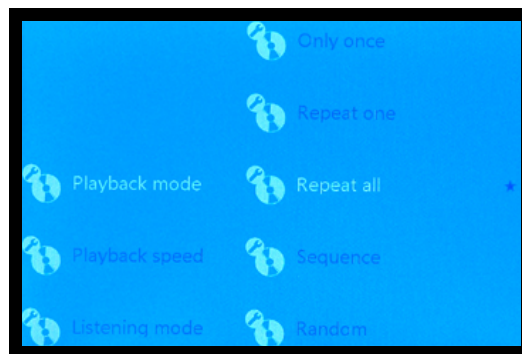 Only once
Repeat one
Playback mode
Repeat all
Playback speed
Sequence
Listening mode
Random